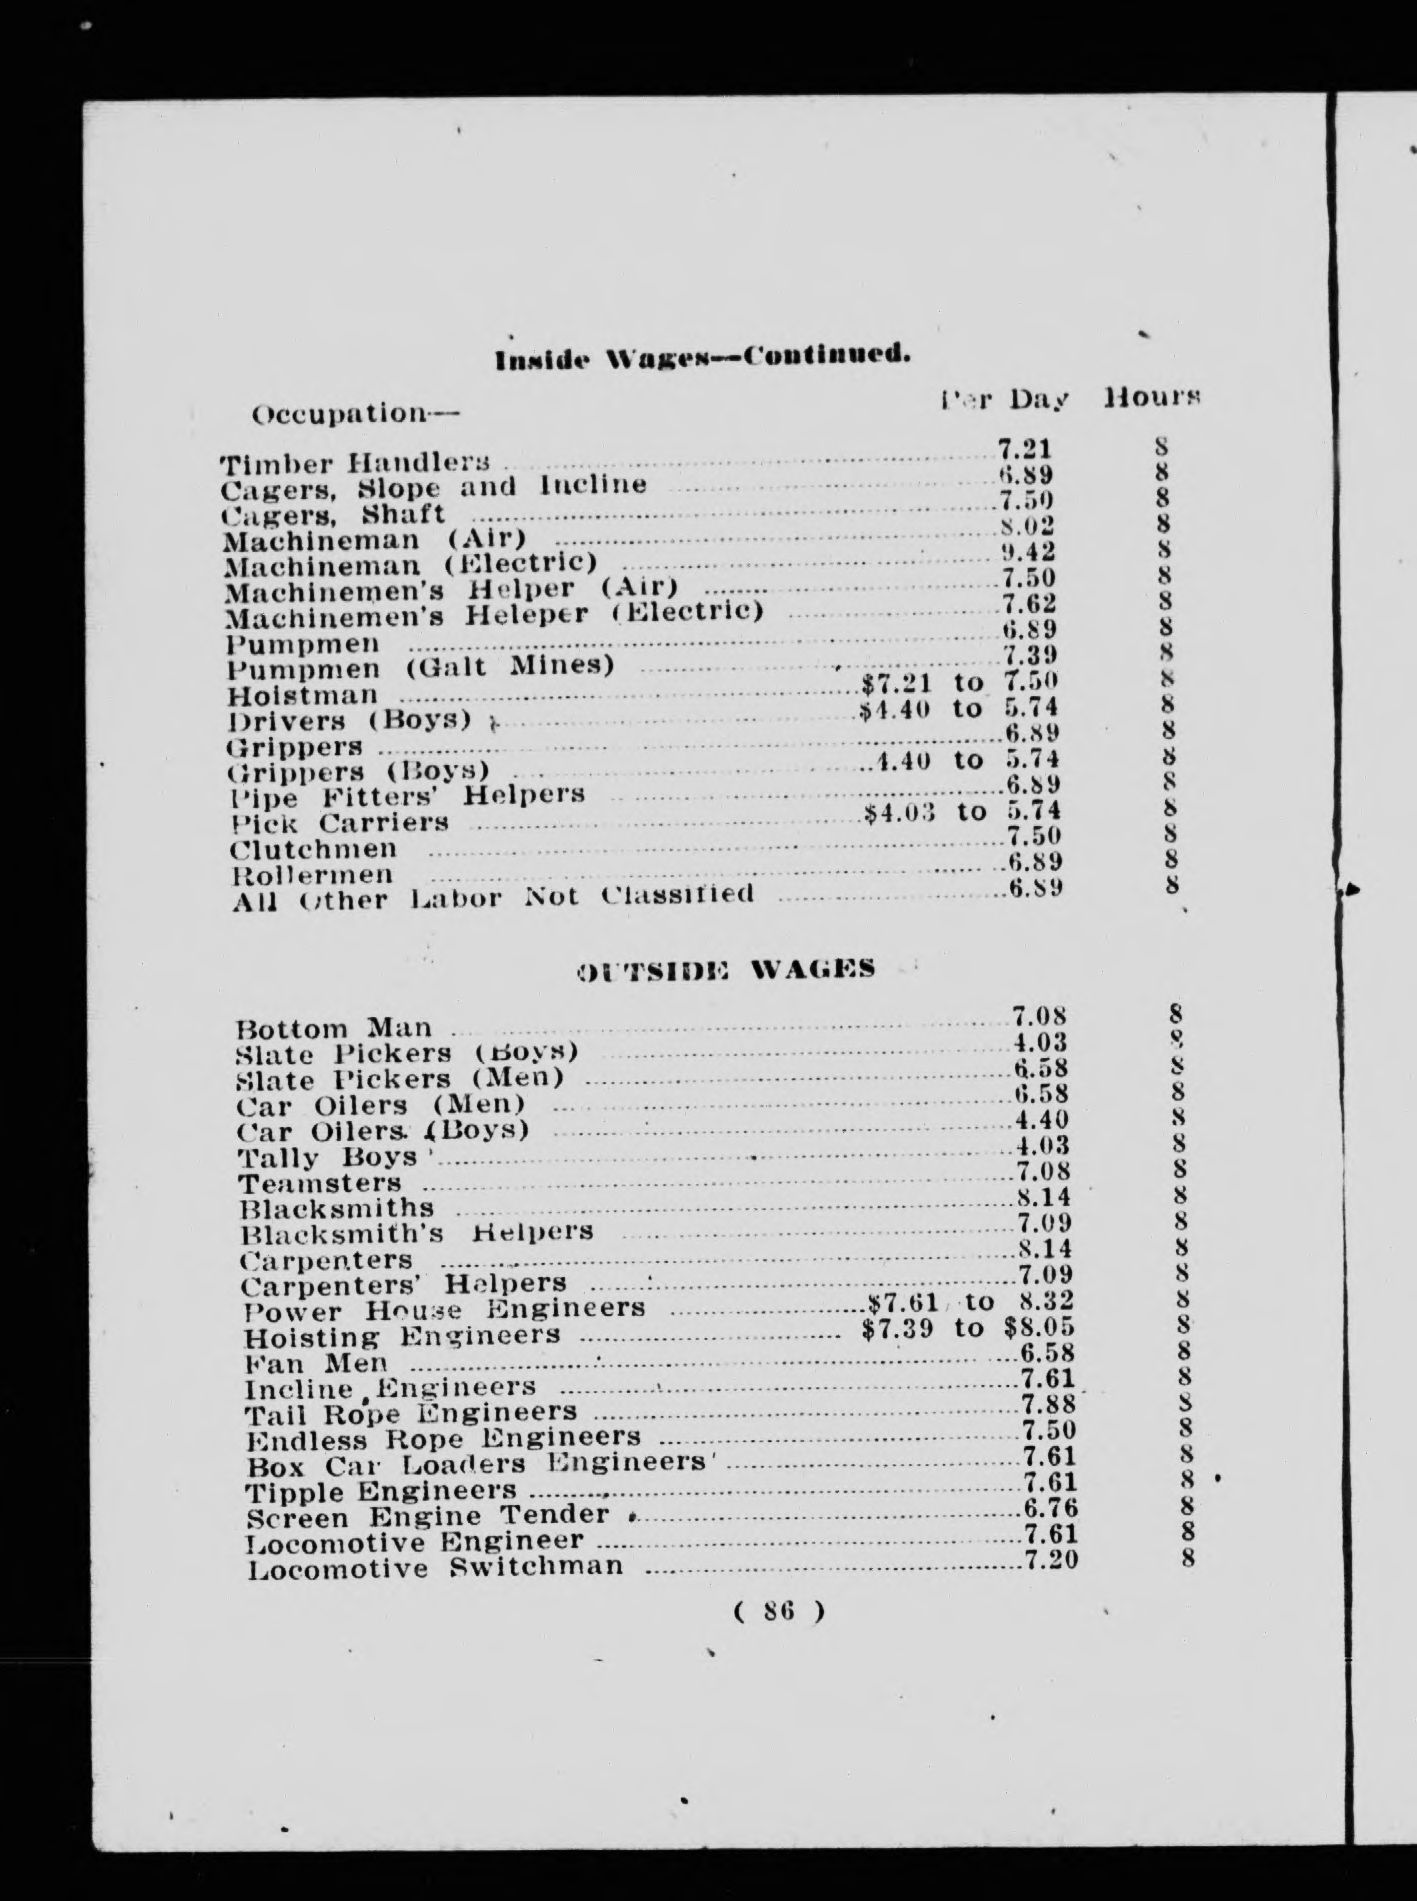 Inside Wages—Continued.
Occupation— Per Day Hours
Timber Handlers 7.21 8
Cagers, Slope and Incline 6.89 8
Cagers, Shaft 7.50 8
Machineman (Air) 8.02 8
Machineman (Electric) 9.42 8
Machinemen's Helper (Air) 7.50 8
Machinemen's Heleper (Electric) 7.62 8
Pumpmen 6.89 8
Pumpmen (Galt Mines) 7.39 8
Hoistman $7.21 to 7.50 8
Drivers (Boys) $4.40 to 5.74 8
Grippers 6.89 8
Grippers (Boys) 4.40 to 5.74 8
Pipe Fitters' Helpers 6.89 8
Pick Carriers $4.03 to 5.74 8
Clutchmen 7.50 8
Rollermen 6.89 8
All Other Labor Not Classified 6.89 8
OUTSIDE WAGES
Bottom Man 7.08 8
Slate Pickers (Boys) 4.03 8
Slate Pickers (Men) 6.58 8
Car Oilers (Men) 6.58 8
Car Oilers (Boys) 4.40 8
Tally Boys 4.03 8
Teamsters 7.08 8
Blacksmiths 8.14 8
Blacksmith's Helpers 7.09 8
Carpenters 8.14 8
Carpenters' Helpers 7.09 8
Power House Engineers $7.61 to 8.32 8
Hoisting Engineers $7.39 to $8.05 8
Fan Men 6.58 8
Incline Engineers 7.61 8
Tail Rope Engineers 7.88 8
Endless Rope Engineers 7.50 8
Box Car Loaders Engineers' 7.61 8
Tipple Engineers 7.61 8
Screen Engine Tender 6.76 8
Locomotive Engineer 7.61 8
Locomotive Switchman 7.20 8
( 86 )